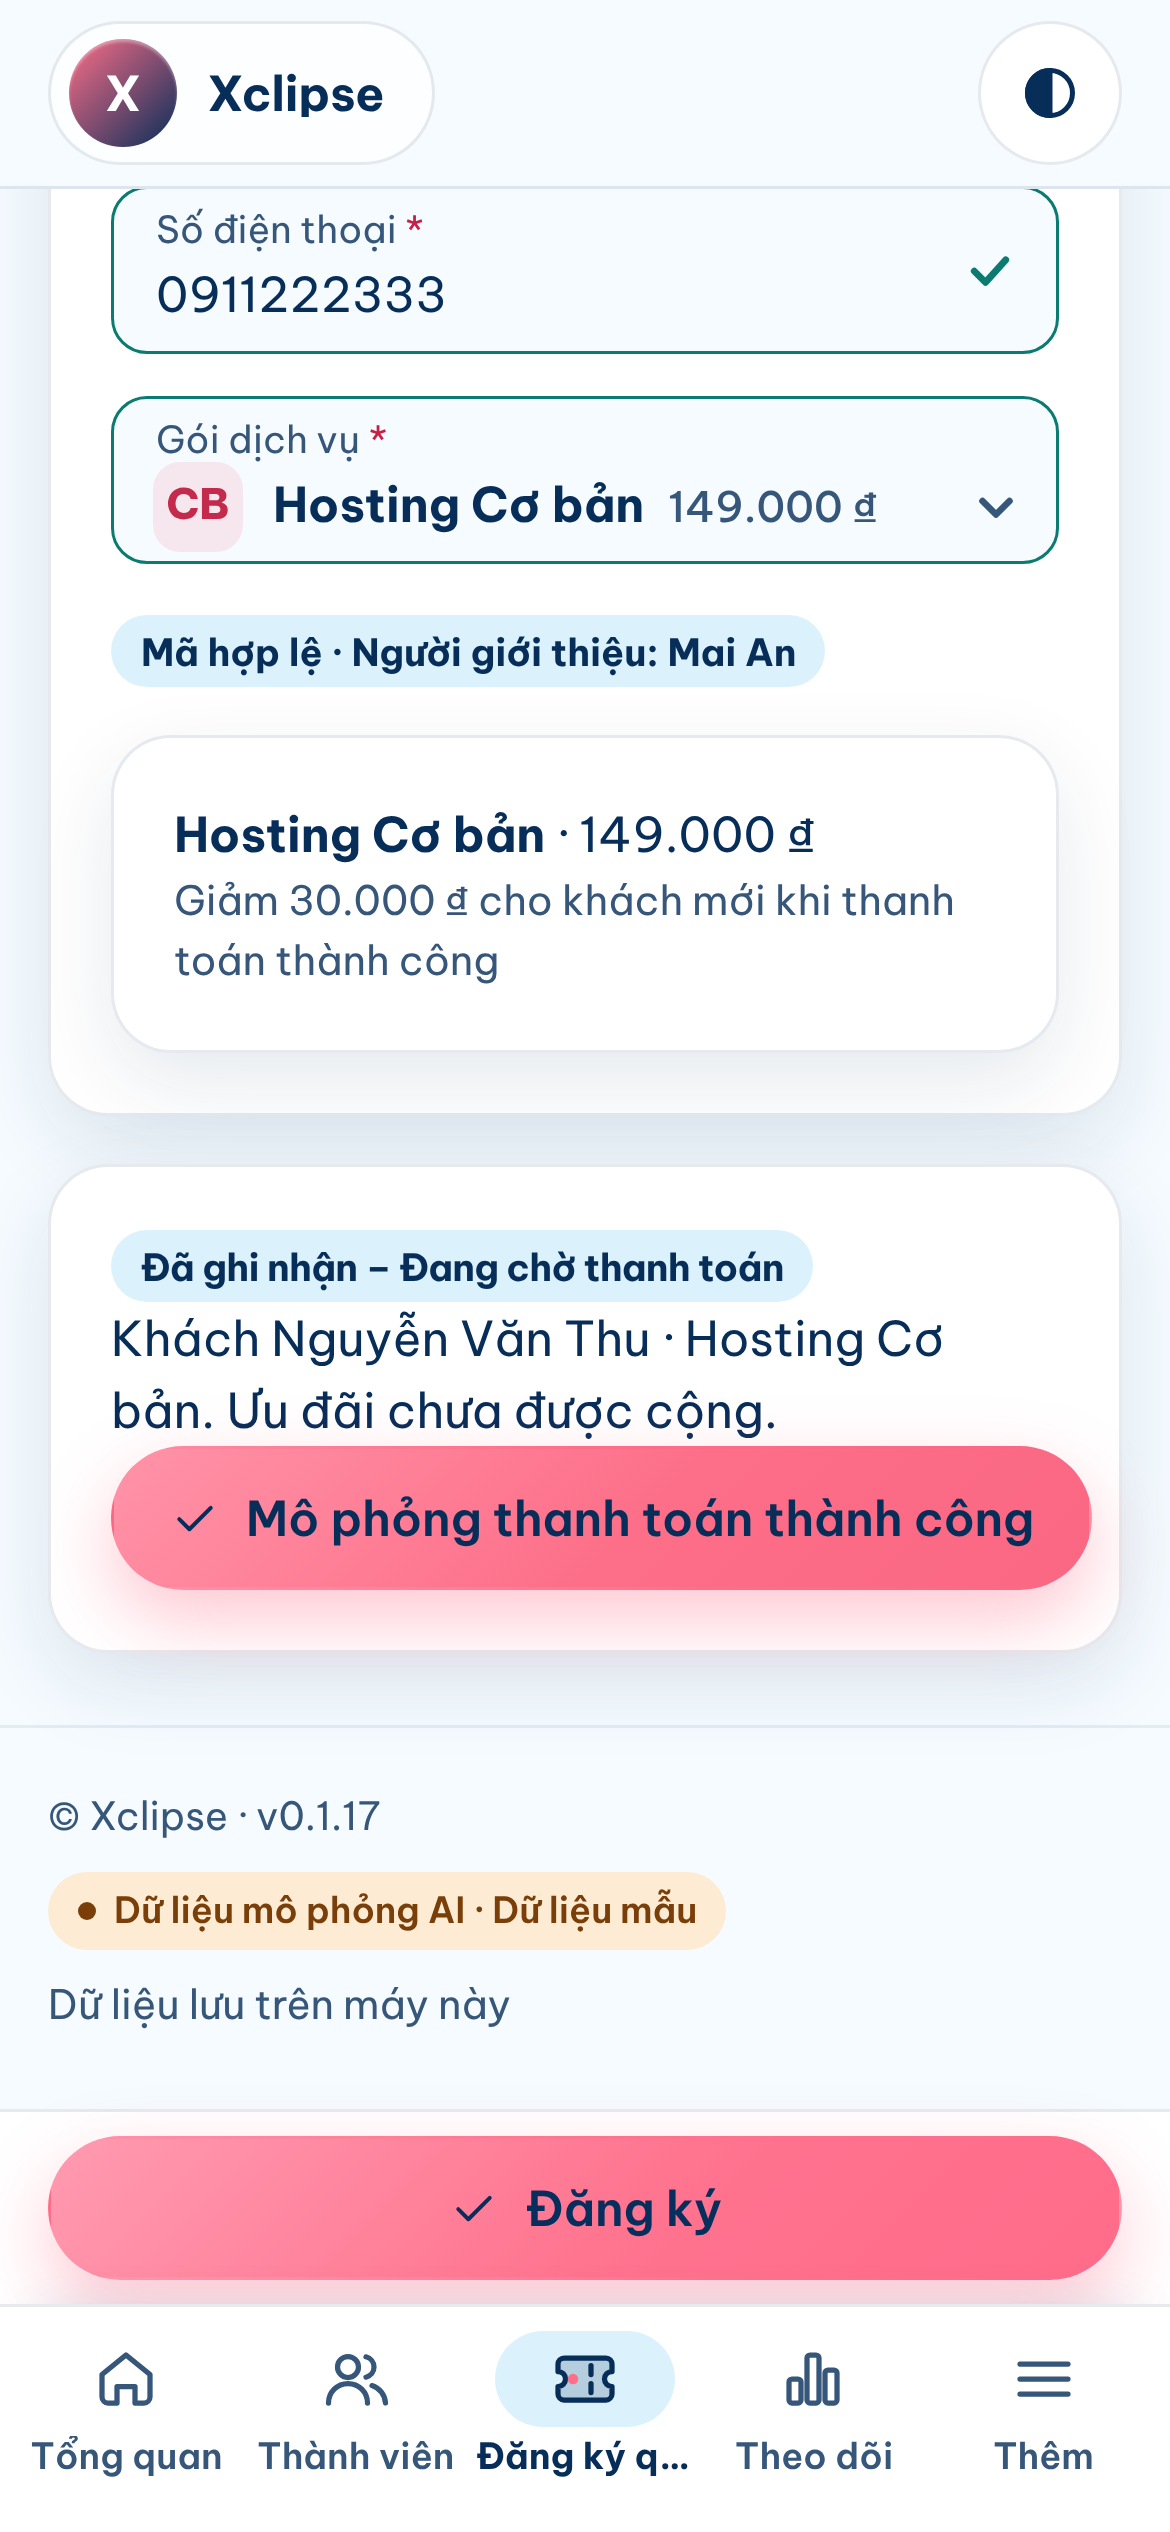 X Xclipse
Số điện thoại *
0911222333
Gói dịch vụ *
CB Hosting Cơ bản 149.000 ₫
Mã hợp lệ · Người giới thiệu: Mai An
Hosting Cơ bản · 149.000 ₫
Giảm 30.000 ₫ cho khách mới khi thanh
toán thành công
Đã ghi nhận – Đang chờ thanh toán
Khách Nguyễn Văn Thu · Hosting Cơ
bản. Ưu đãi chưa được cộng.
Mô phỏng thanh toán thành công
© Xclipse · v0.1.17
Dữ liệu mô phỏng AI · Dữ liệu mẫu
Dữ liệu lưu trên máy này
Đăng ký
Tổng quan Thành viên Đăng ký q... Theo dõi Thêm